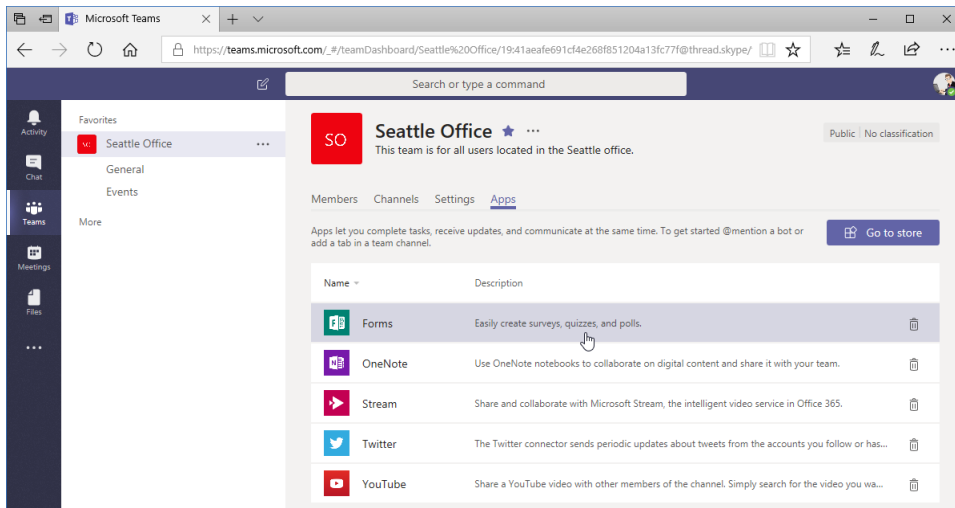 Microsoft Teams
https://teams.microsoft.com/_#/teamDashboard/Seattle%20Office/19:41aeafe691cf4e268f851204a13fc77f@thread.skype/
Search or type a command
Activity
Chat
Teams
Meetings
Files
Favorites
SO
Seattle Office
General
Events
More
SO
Seattle Office
This team is for all users located in the Seattle office.
Public No classification
Members Channels Settings Apps
Apps let you complete tasks, receive updates, and communicate at the same time. To get started @mention a bot or
add a tab in a team channel.
Go to store
Name Description
Forms Easily create surveys, quizzes, and polls.
OneNote Use OneNote notebooks to collaborate on digital content and share it with your team.
Stream Share and collaborate with Microsoft Stream, the intelligent video service in Office 365.
Twitter The Twitter connector sends periodic updates about tweets from the accounts you follow or has...
YouTube Share a YouTube video with other members of the channel. Simply search for the video you wa...